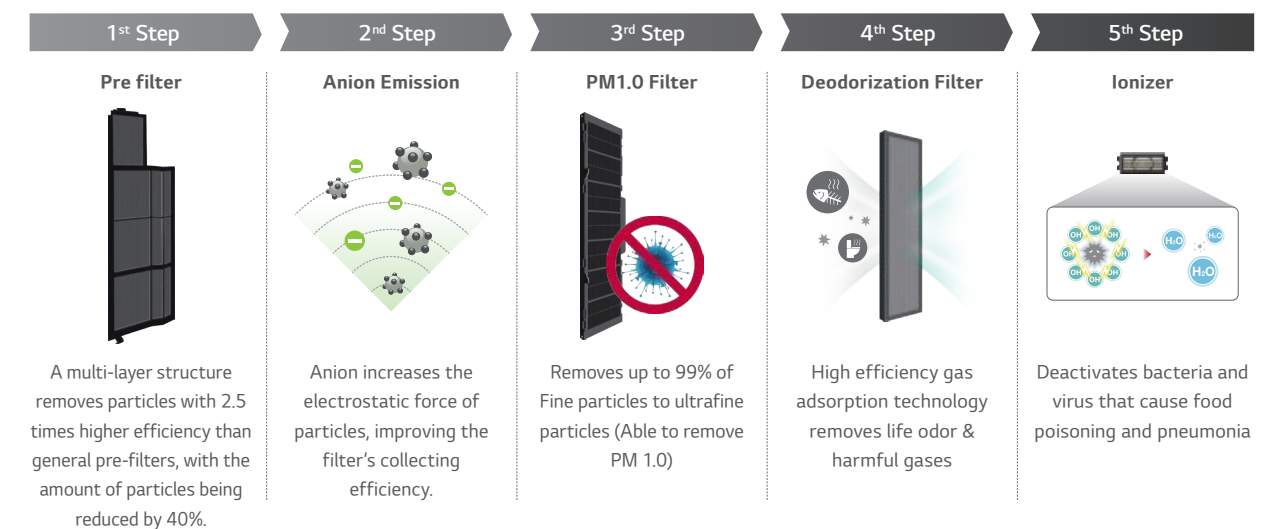 1st Step
2nd Step
3rd Step
4th Step
5th Step
Pre filter
A multi-layer structure
removes particles with 2.5
times higher efficiency than
general pre-filters, with the
amount of particles being
reduced by 40%.
Anion Emission
Anion increases the
electrostatic force of
particles, improving the
filter's collecting
efficiency.
PM1.0 Filter
Removes up to 99% of
Fine particles to ultrafine
particles (Able to remove
PM 1.0)
Deodorization Filter
High efficiency gas
adsorption technology
removes life odor &
harmful gases
Ionizer
OH
OH
OH
OH
OH
OH
OH
OH
H₂O
H₂O
H₂O
Deactivates bacteria and
virus that cause food
poisoning and pneumonia